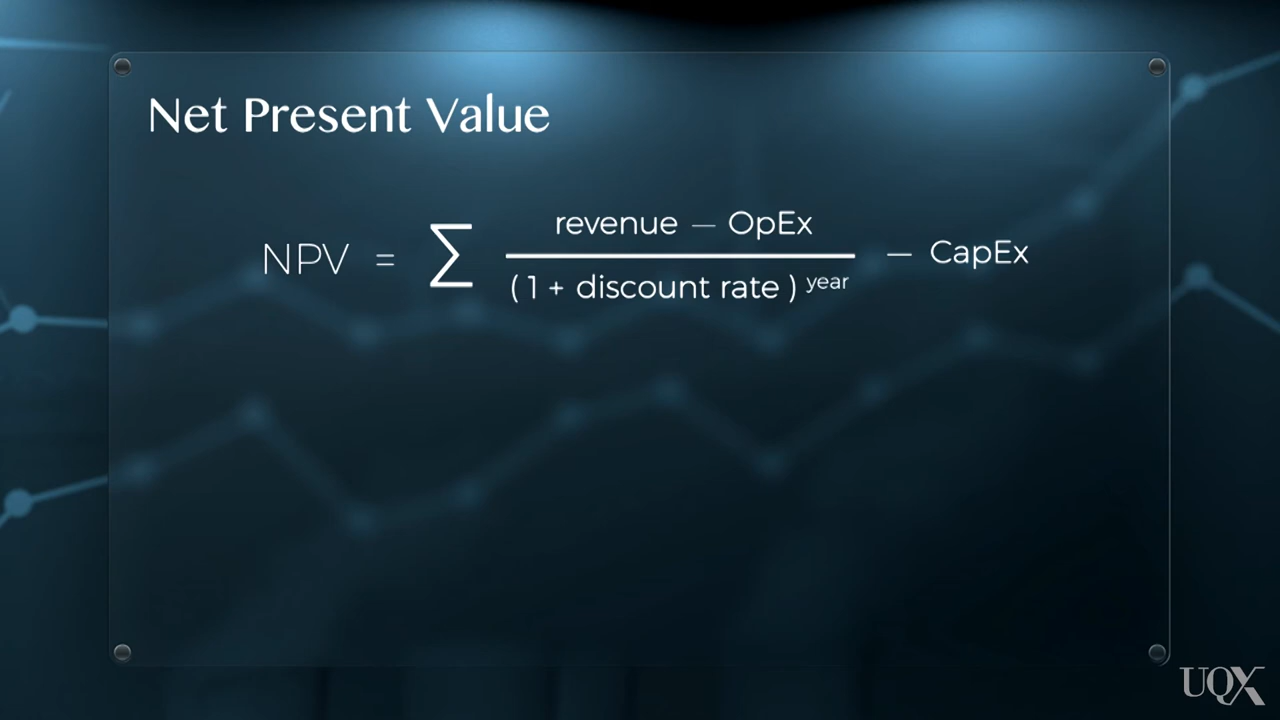 Net Present Value
revenue — OpEx
NPV = ∑ — CapEx
( 1 + discount rate ) year
UQX